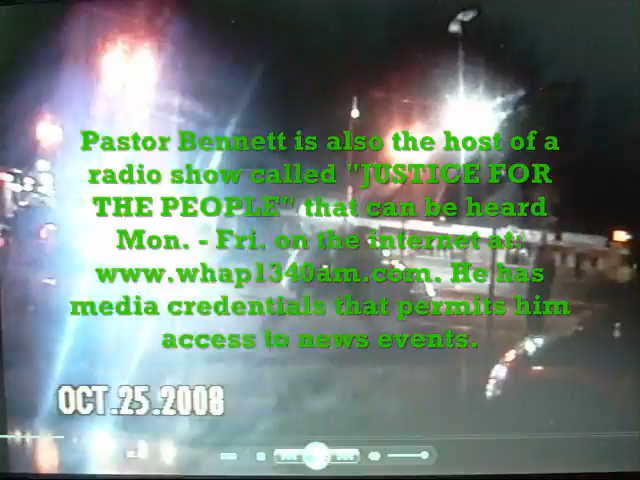 Pastor Bennett is also the host of a
radio show called "JUSTICE FOR
THE PEOPLE" that can be heard
Mon. - Fri. on the internet at:
www.whap1340am.com. He has
media credentials that permits him
access to news events.
OCT.25.2008